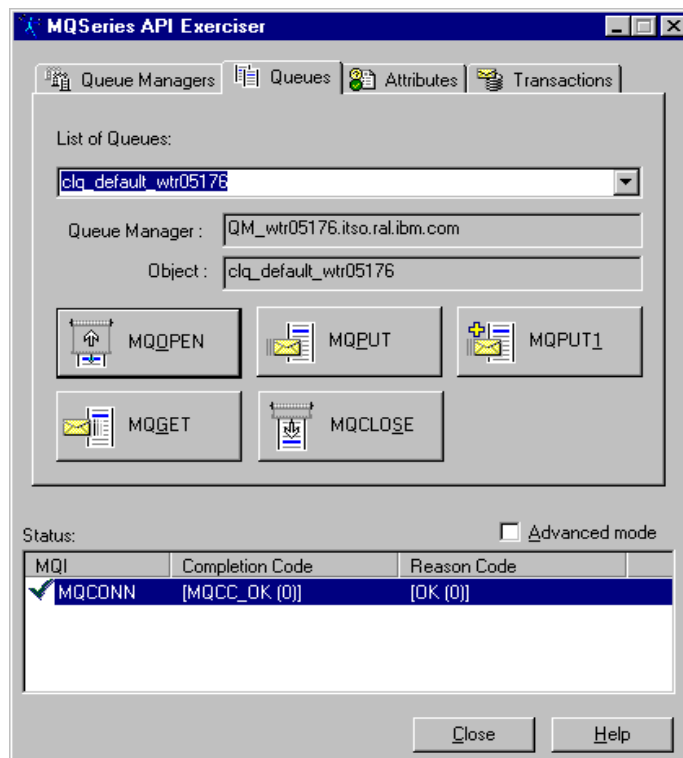 MQSeries API Exerciser
Queue Managers Queues Attributes Transactions
List of Queues:
clq_default_wtr05176
Queue Manager : QM_wtr05176.itso.ral.ibm.com
Object : clq_default_wtr05176
MQOPEN MQPUT MQPUT1
MQGET MQCLOSE
Status: Advanced mode
MQI Completion Code Reason Code
MQCONN [MQCC_OK (0)] [OK (0)]
Close Help